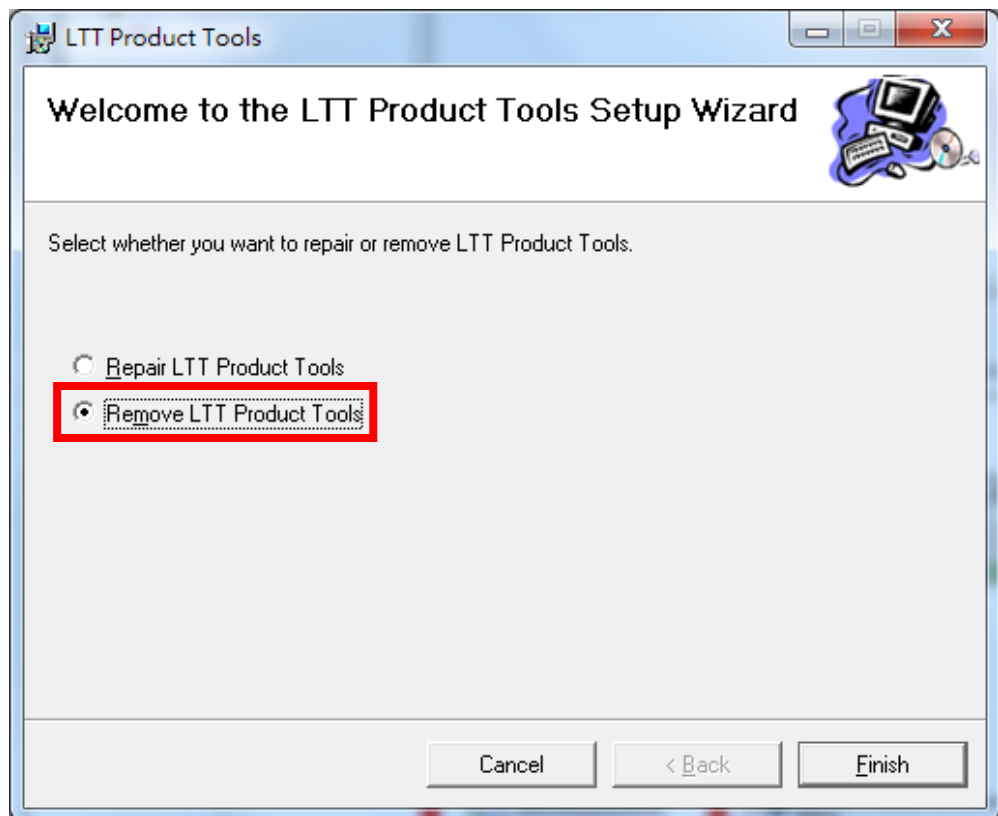 LTT Product Tools
Welcome to the LTT Product Tools Setup Wizard
Select whether you want to repair or remove LTT Product Tools.
Repair LTT Product Tools
Remove LTT Product Tools
Cancel < Back Finish